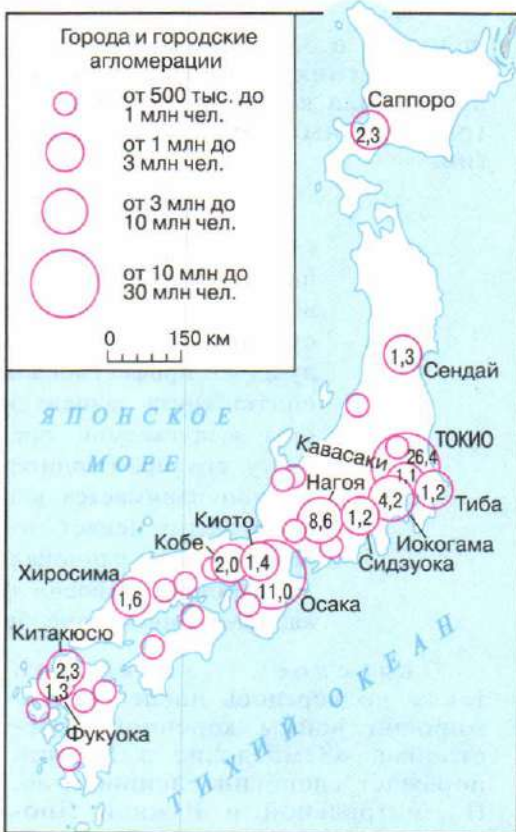 Города и городские
агломерации
от 500 тыс. до
1 млн чел.
от 1 млн до
3 млн чел.
от 3 млн до
10 млн чел.
от 10 млн до
30 млн чел.
0 150 км
Саппоро
2,3
1,3
Сендай
ЯПОНСКОЕ
МОРЕ
ТОКИО
26,4
Кавасаки
1,1
1,2
Тиба
Нагоя
8,6
4,2
Иокогама
1,2
Сидзуока
Киото
1,4
Кобе
2,0
11,0
Осака
Хиросима
1,6
Китакюсю
2,3
1,3
Фукуока
ТИХИЙ ОКЕАН